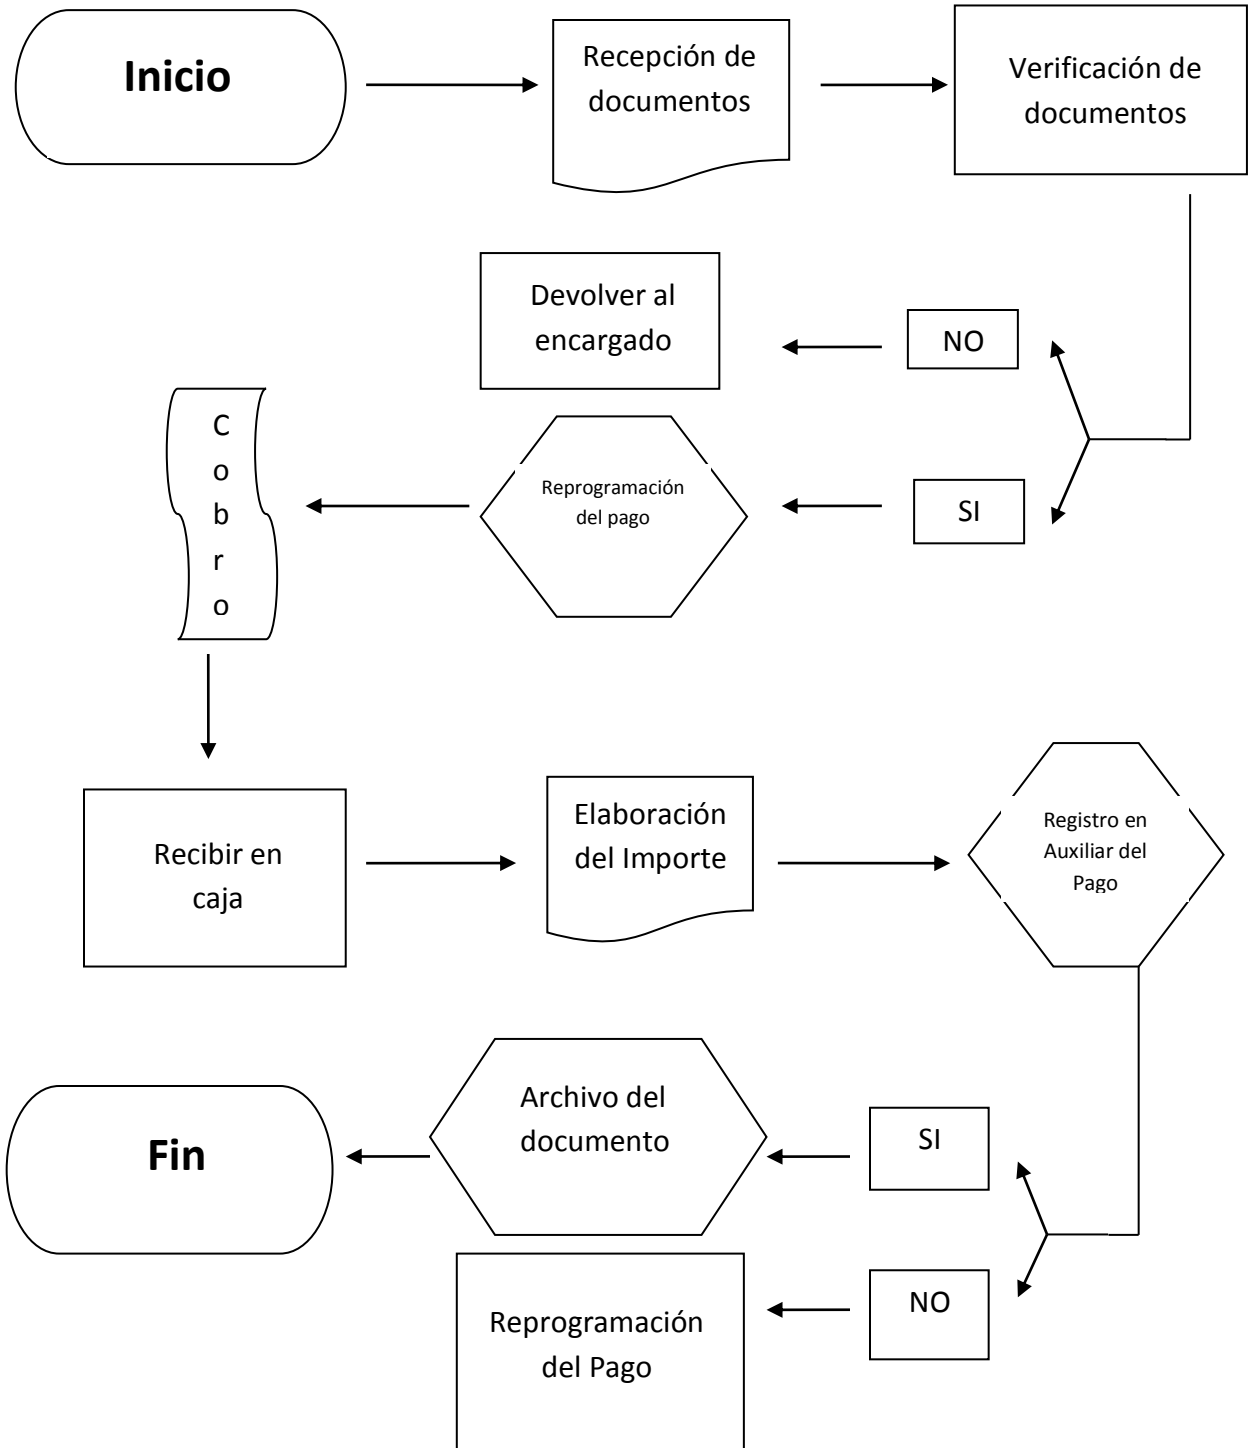 Inicio
Recepción de
documentos
Verificación de
documentos
Devolver al
encargado
NO
C
o
b
r
o
Reprogramación
del pago
SI
Recibir en
caja
Elaboración
del Importe
Registro en
Auxiliar del
Pago
Fin
Archivo del
documento
SI
Reprogramación
del Pago
NO